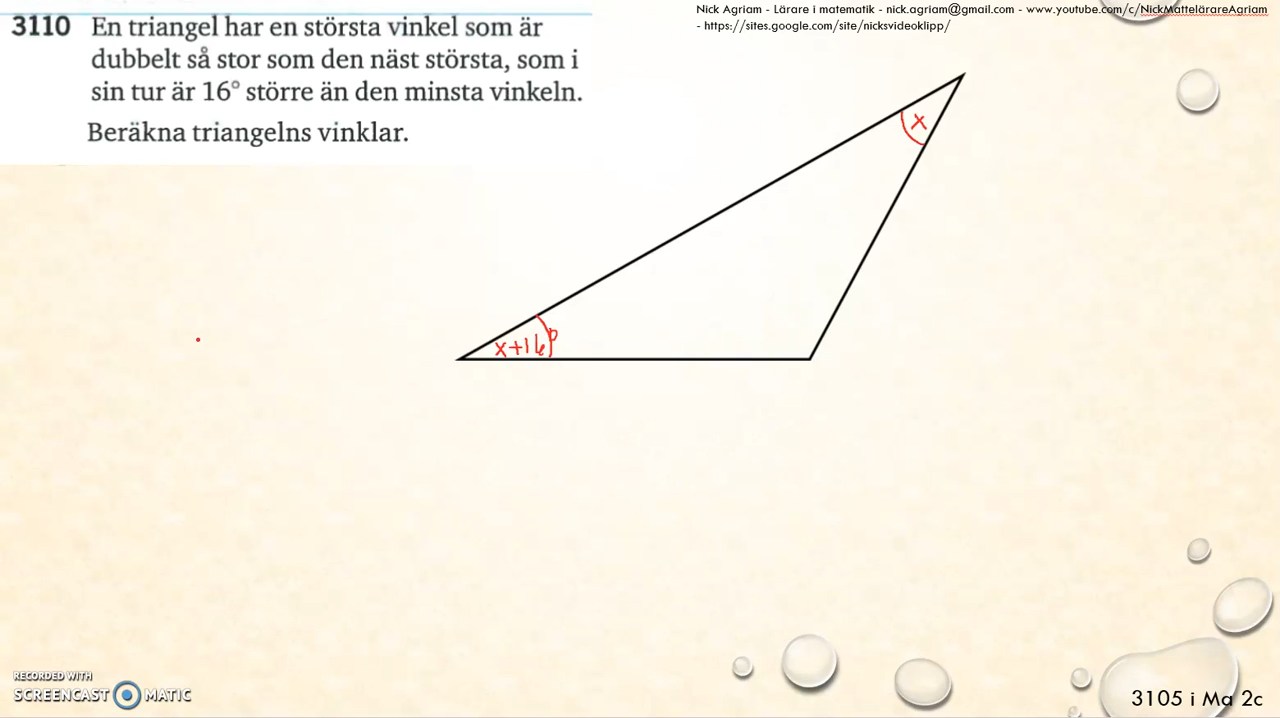 Nick Agriam - Lärare i matematik - nick.agriam@gmail.com - www.youtube.com/c/NickMattelärareAgriam
- https://sites.google.com/site/nicksvideoklipp/
3110 En triangel har en största vinkel som är
dubbelt så stor som den näst största, som i
sin tur är 16° större än den minsta vinkeln.
Beräkna triangelns vinklar.
x
x+16°
RECORDED WITH
SCREENCAST MATIC
3105 i Ma 2c